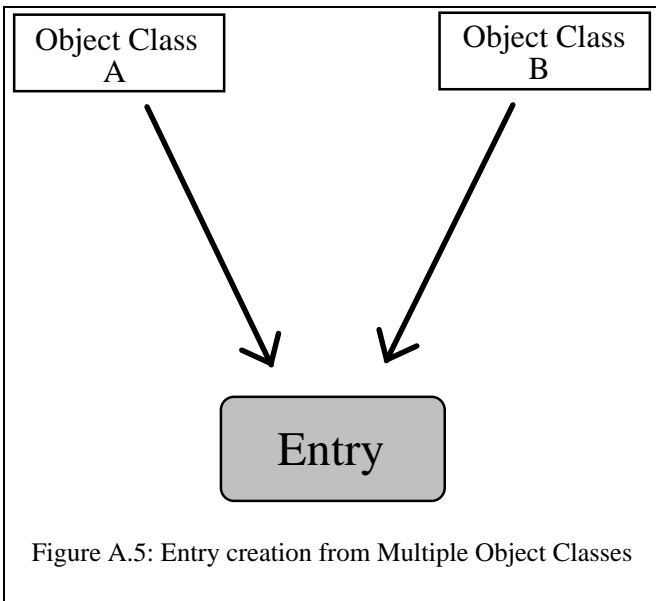 Object Class
A
Object Class
B
Entry
Figure A.5: Entry creation from Multiple Object Classes